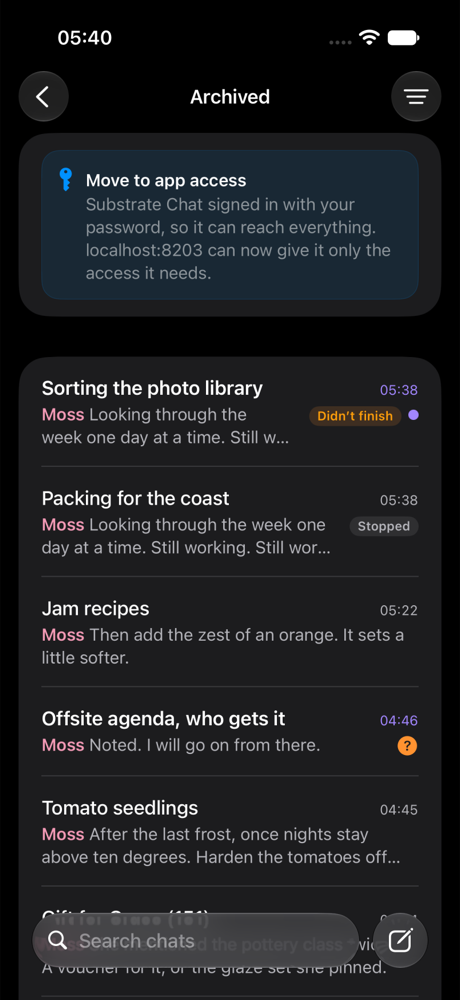 05:40
Archived
Move to app access
Substrate Chat signed in with your
password, so it can reach everything.
localhost:8203 can now give it only the
access it needs.
Sorting the photo library 05:38
Moss Looking through the Didn't finish
week one day at a time. Still w...
Packing for the coast 05:38
Moss Looking through the week one Stopped
day at a time. Still working. Still wor...
Jam recipes 05:22
Moss Then add the zest of an orange. It sets a
little softer.
Offsite agenda, who gets it 04:46
Moss Noted. I will go on from there. ?
Tomato seedlings 04:45
Moss After the last frost, once nights stay
above ten degrees. Harden the tomatoes off...
Search chats
the pottery class
A voucher for it, or the glaze set she pinned.